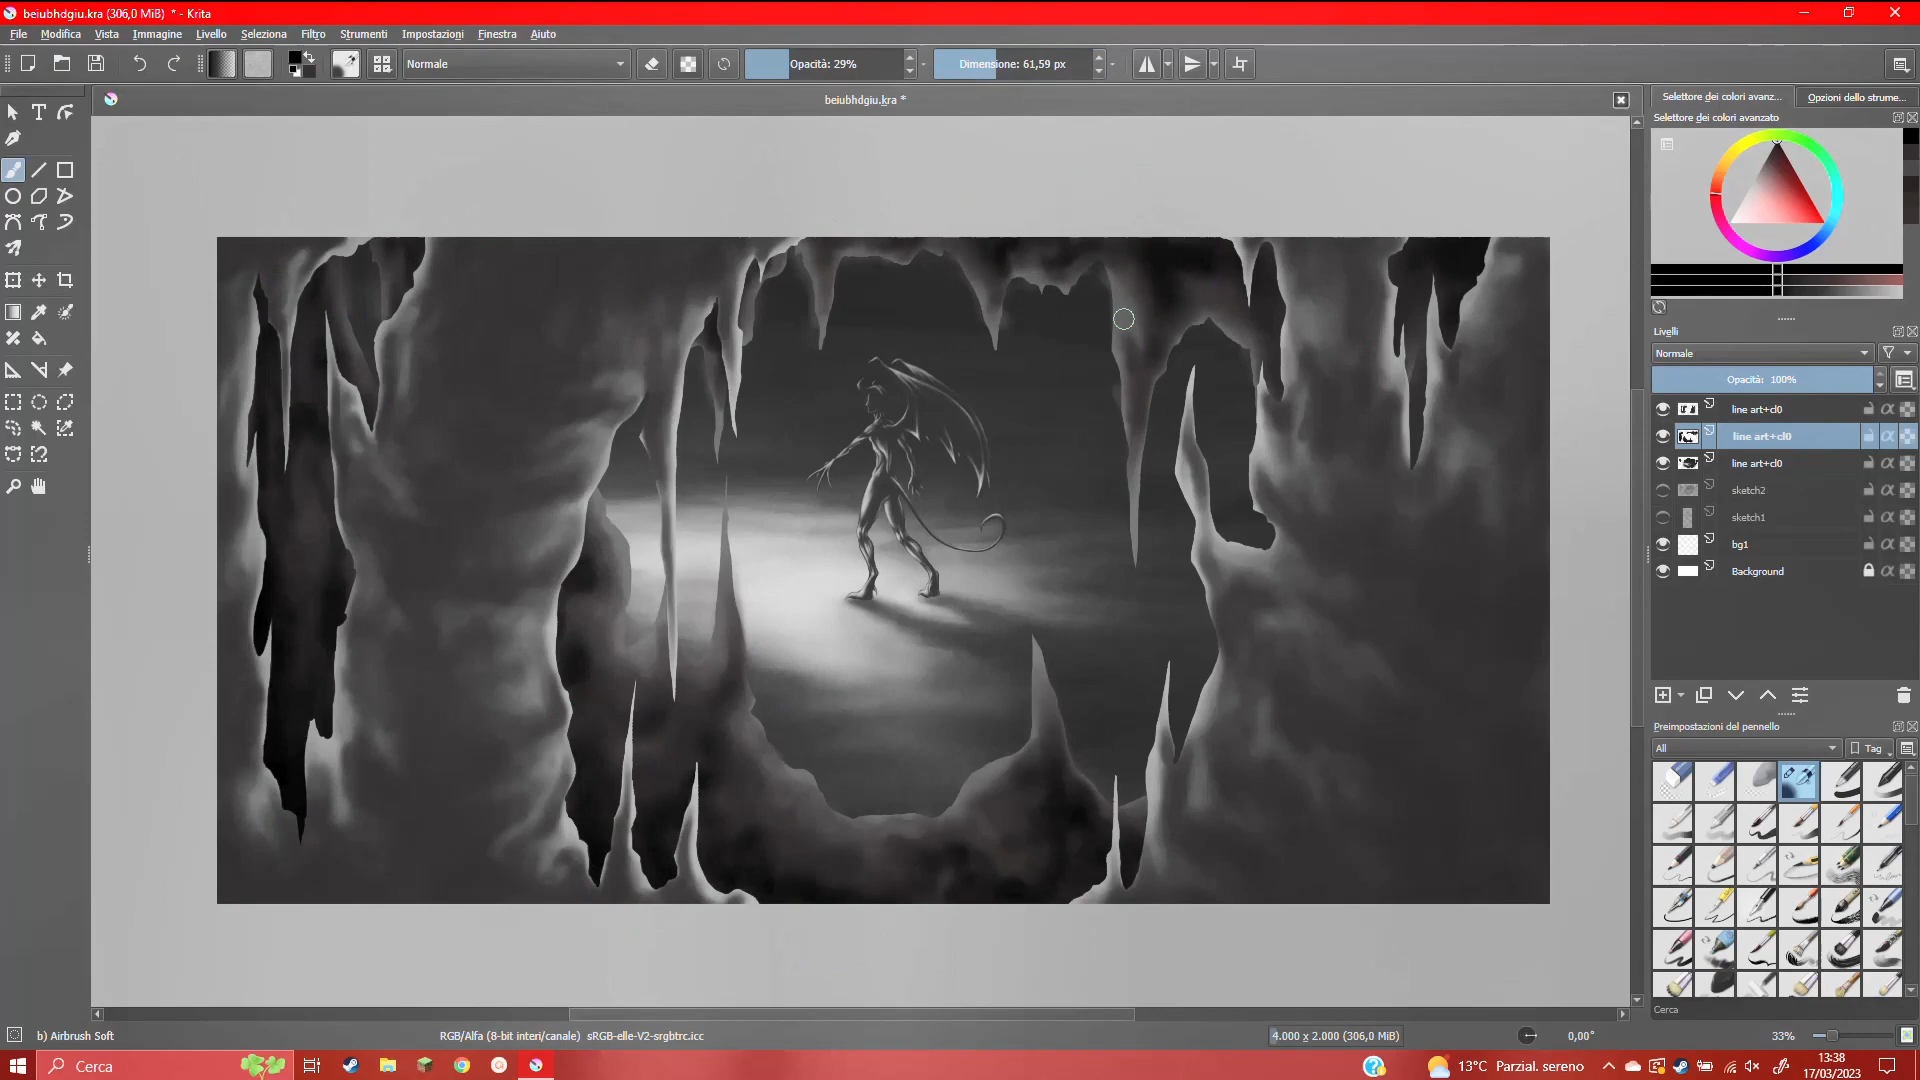 beiubhdgiu.kra (306,0 MiB) * - Krita
File Modifica Vista Immagine Livello Seleziona Filtro Strumenti Impostazioni Finestra Aiuto
Normale Opacità: 29% Dimensione: 61,59 px
beiubhdgiu.kra *
Selettore dei colori avanz... Opzioni dello strume...
Selettore dei colori avanzato
Livelli
Normale
Opacità: 100%
line art+cl0
line art+cl0
line art+cl0
sketch2
sketch1
bg1
Background
Preimpostazioni del pennello
All Tag
Cerca
b) Airbrush Soft RGB/Alfa (8-bit interi/canale) sRGB-elle-V2-srgbtrc.icc 4.000 x 2.000 (306,0 MiB) 0,00° 33%
Cerca 13°C Parzial. sereno 13:38
17/03/2023